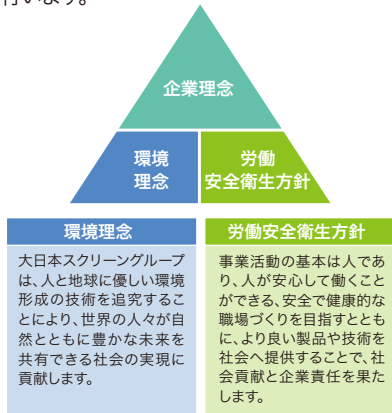 行います。
企業理念
環境
理念
労働
安全衛生方針
環境理念
大日本スクリーングループ
は、人と地球に優しい環境
形成の技術を追究するこ
とにより、世界の人々が自
然とともに豊かな未来を
共有できる社会の実現に
貢献します。
労働安全衛生方針
事業活動の基本は人であ
り、人が安心して働くこと
ができる、安全で健康的な
職場づくりを目指すととも
に、より良い製品や技術を
社会へ提供することで、社
会貢献と企業責任を果た
します。